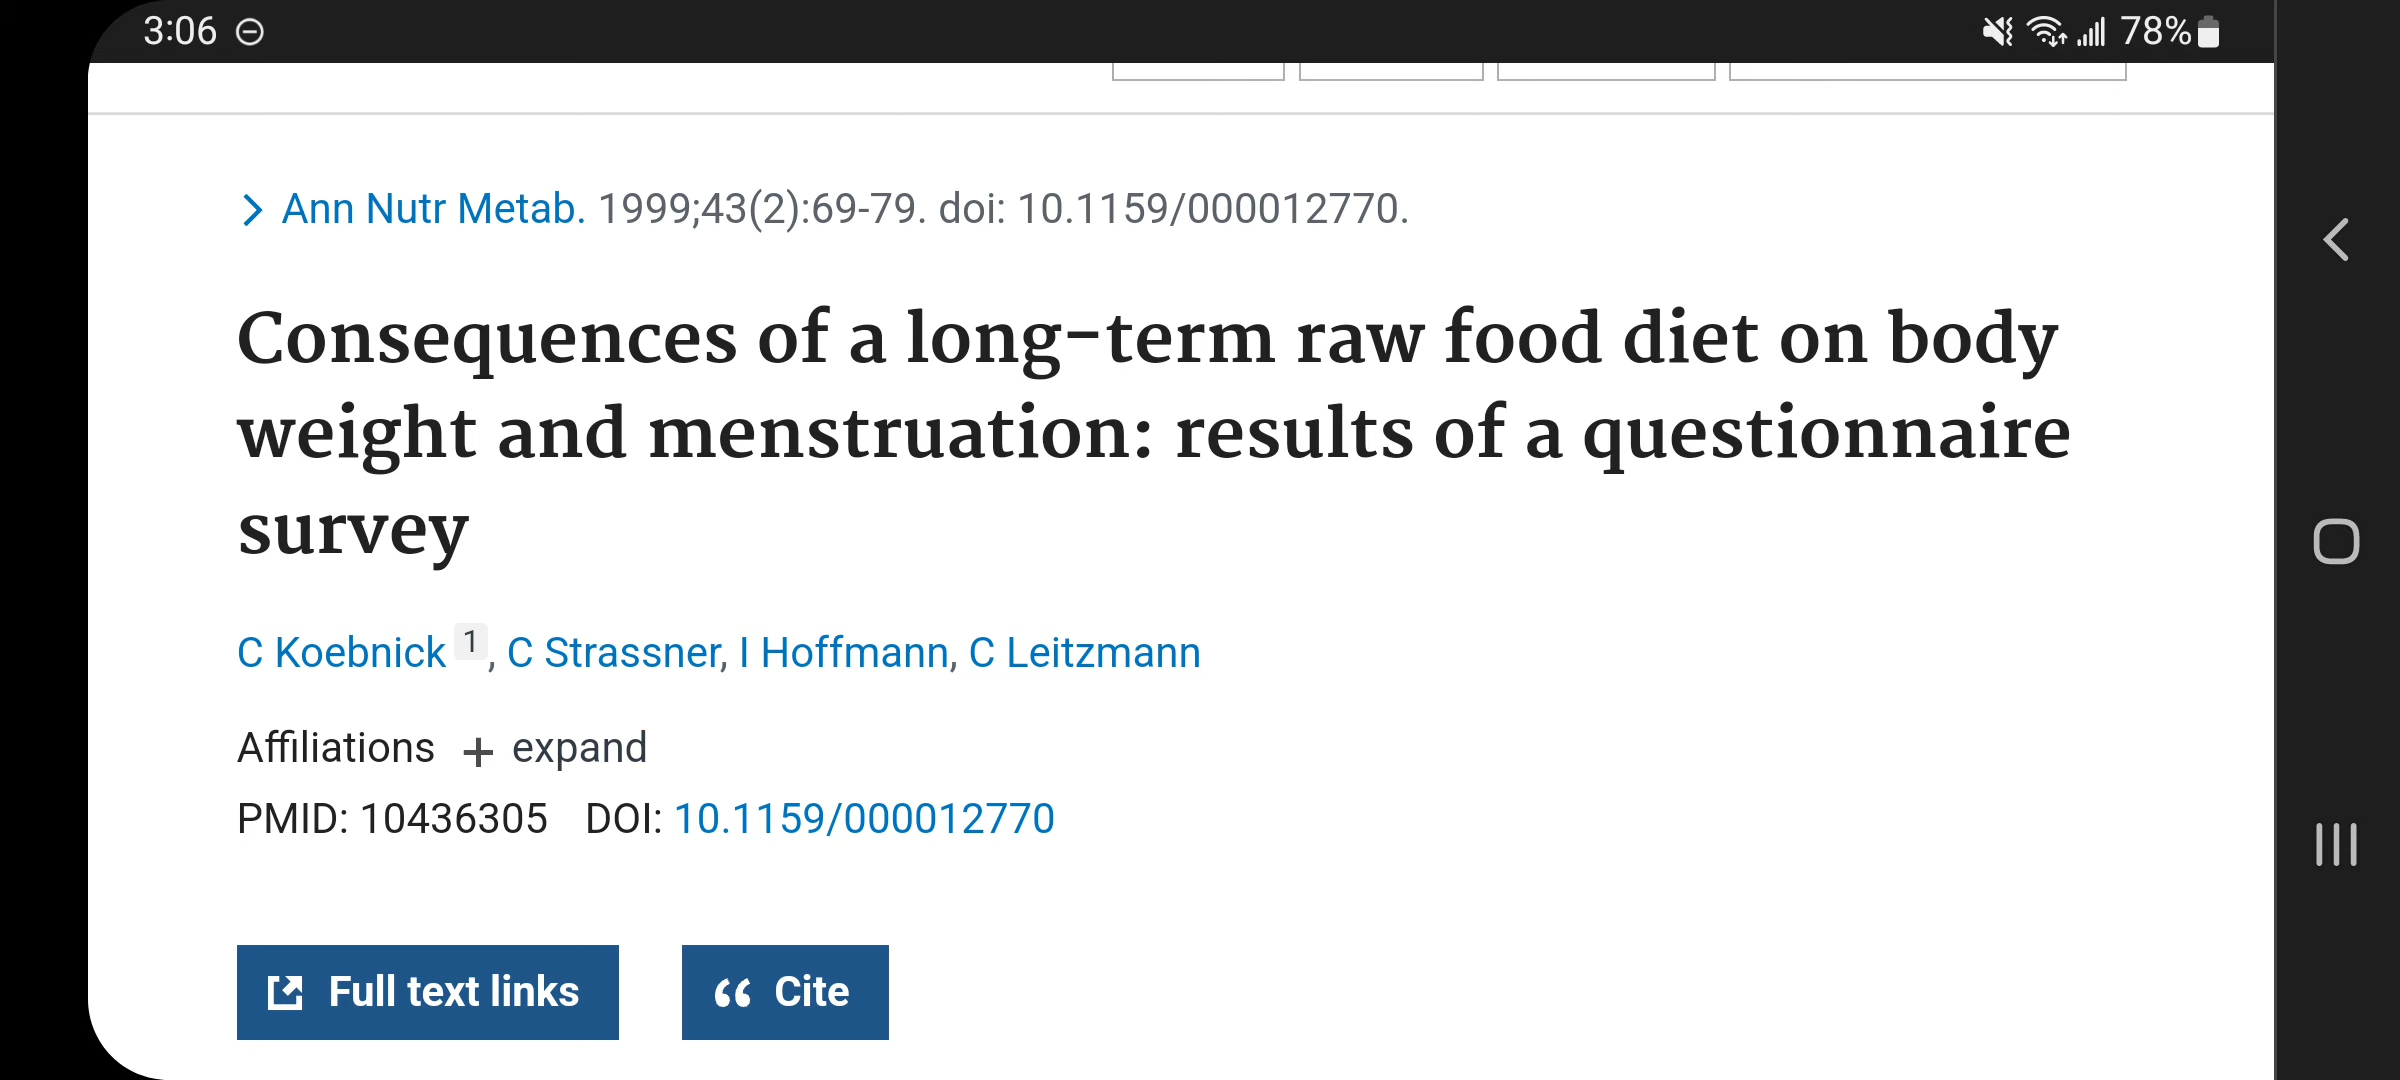 3:06
78%
Ann Nutr Metab. 1999;43(2):69-79. doi: 10.1159/000012770.
Consequences of a long-term raw food diet on body
weight and menstruation: results of a questionnaire
survey
C Koebnick 1, C Strassner, I Hoffmann, C Leitzmann
Affiliations + expand
PMID: 10436305 DOI: 10.1159/000012770
Full text links
Cite